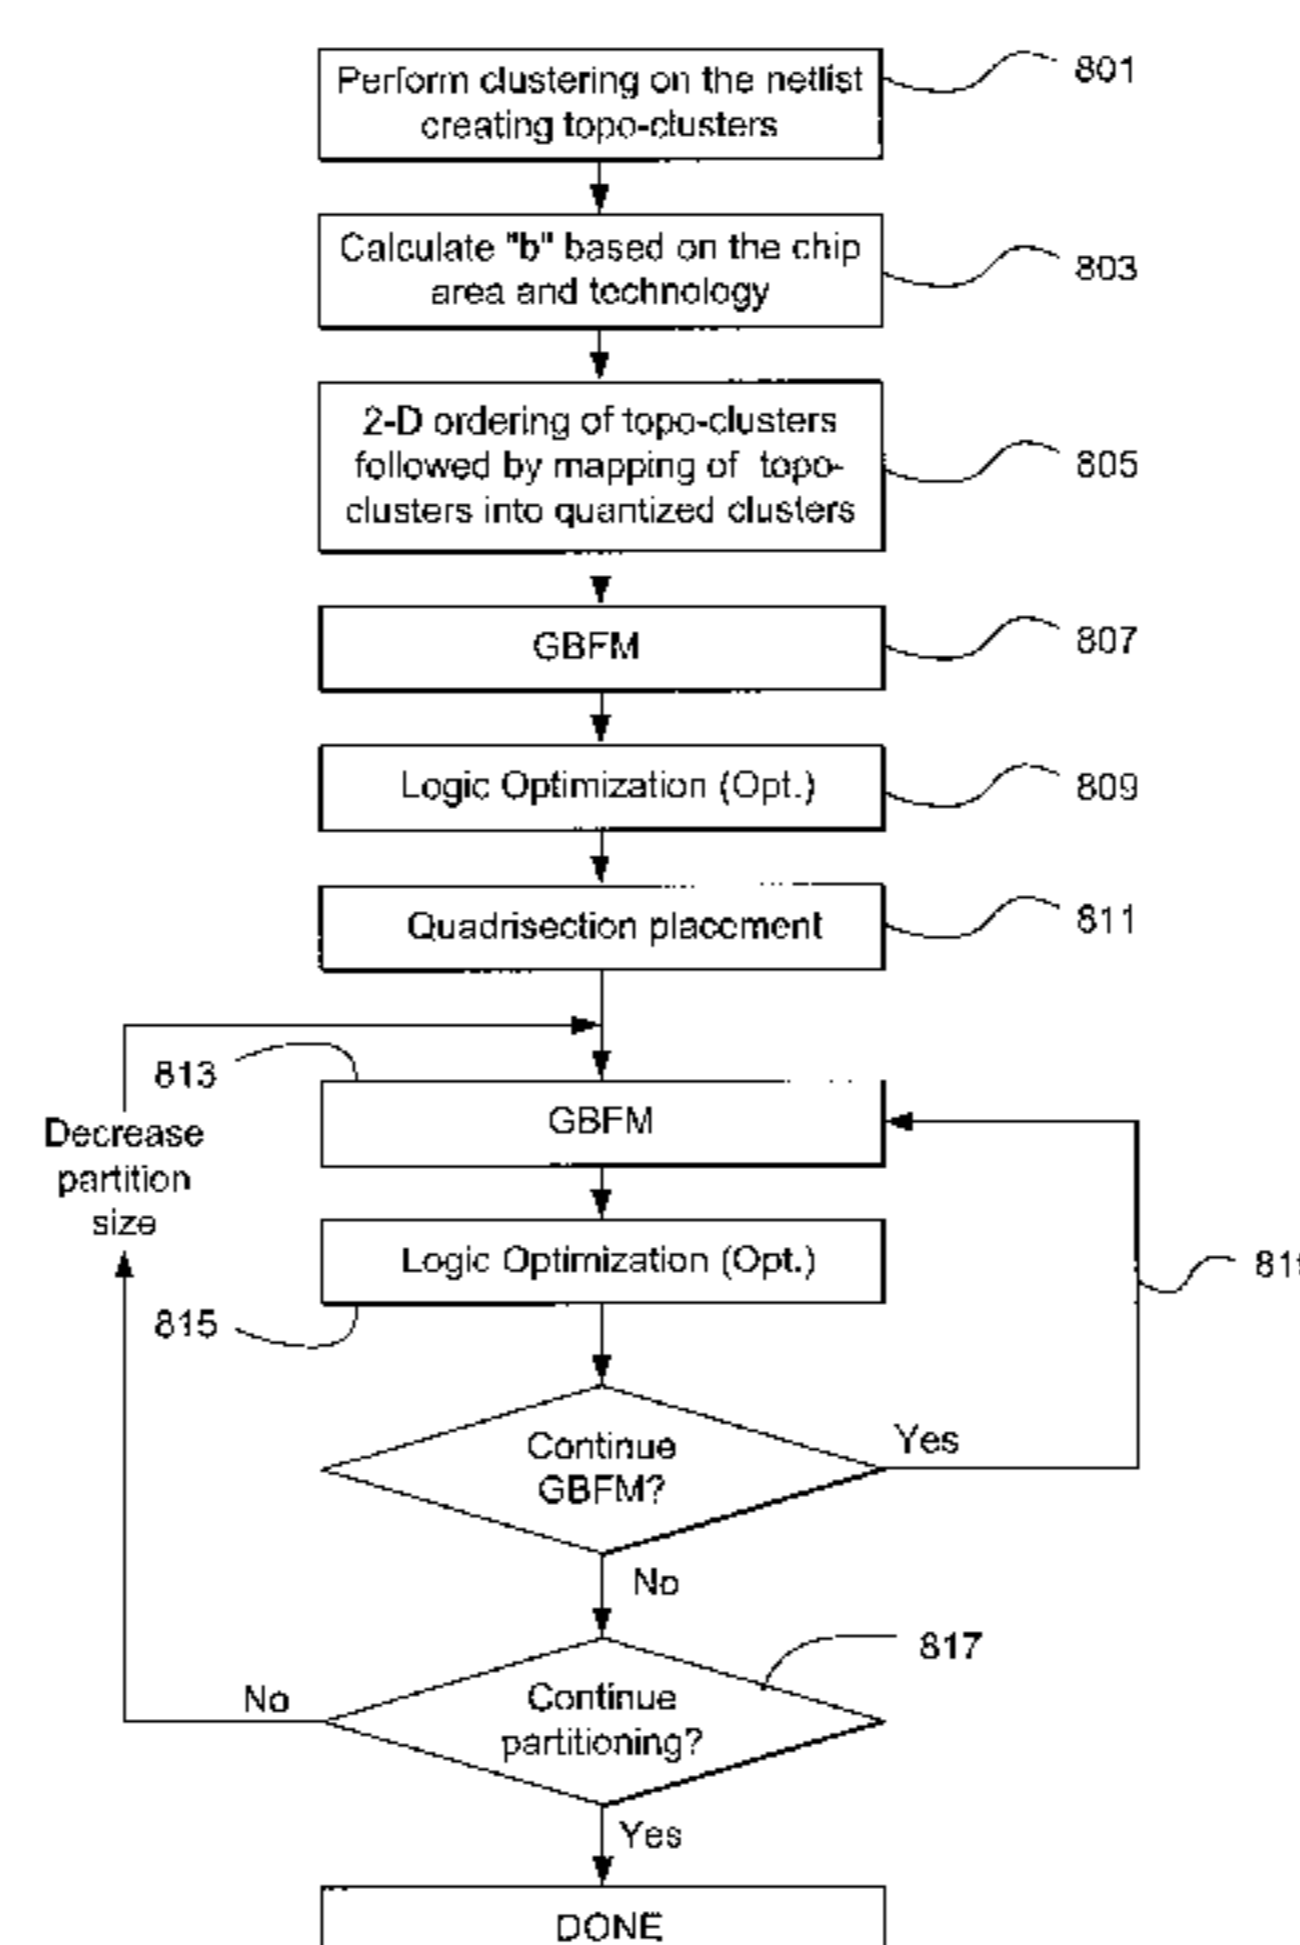 Perform clustering on the netlist
creating topo-clusters
801
Calculate "b" based on the chip
area and technology
803
2-D ordering of topo-clusters
followed by mapping of topo-
clusters into quantized clusters
805
GBFM
807
Logic Optimization (Opt.)
809
Quadrisection placement
811
813
GBFM
Decrease
partition
size
Logic Optimization (Opt.)
815
Continue
GBFM?
Yes
No
817
Continue
partitioning?
No
Yes
DONE